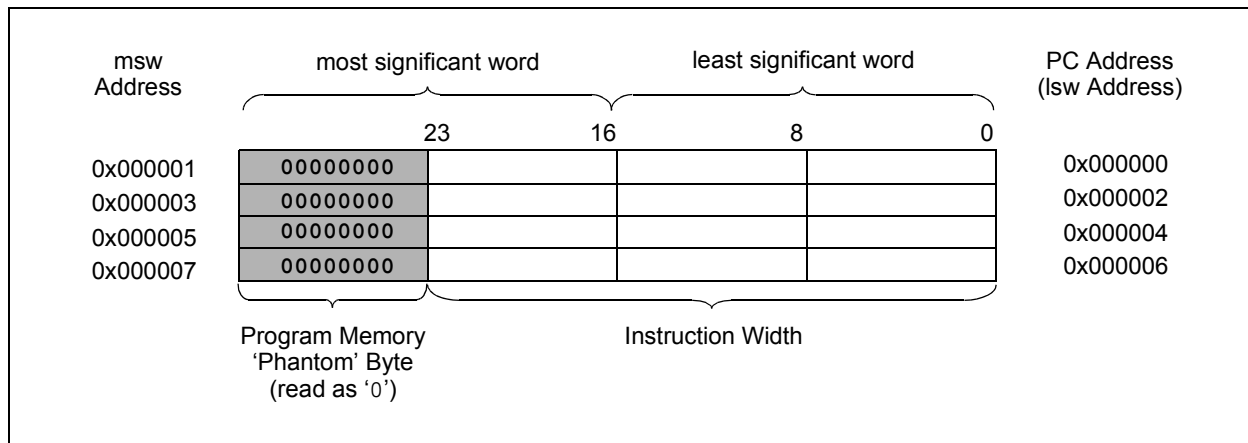 msw
Address
most significant word
least significant word
PC Address
(lsw Address)
23 16 8 0
0x000001 00000000 0x000000
0x000003 00000000 0x000002
0x000005 00000000 0x000004
0x000007 00000000 0x000006
Program Memory
‘Phantom’ Byte
(read as ‘0’)
Instruction Width